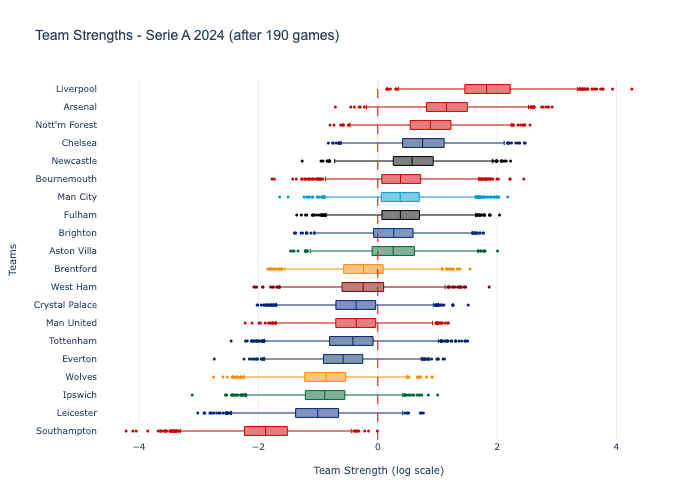 Team Strengths - Serie A 2024 (after 190 games)
Liverpool
Arsenal
Nott'm Forest
Chelsea
Newcastle
Bournemouth
Man City
Fulham
Brighton
Aston Villa
Brentford
West Ham
Crystal Palace
Man United
Tottenham
Everton
Wolves
Ipswich
Leicester
Southampton
Teams
−4
−2
0
2
4
Team Strength (log scale)